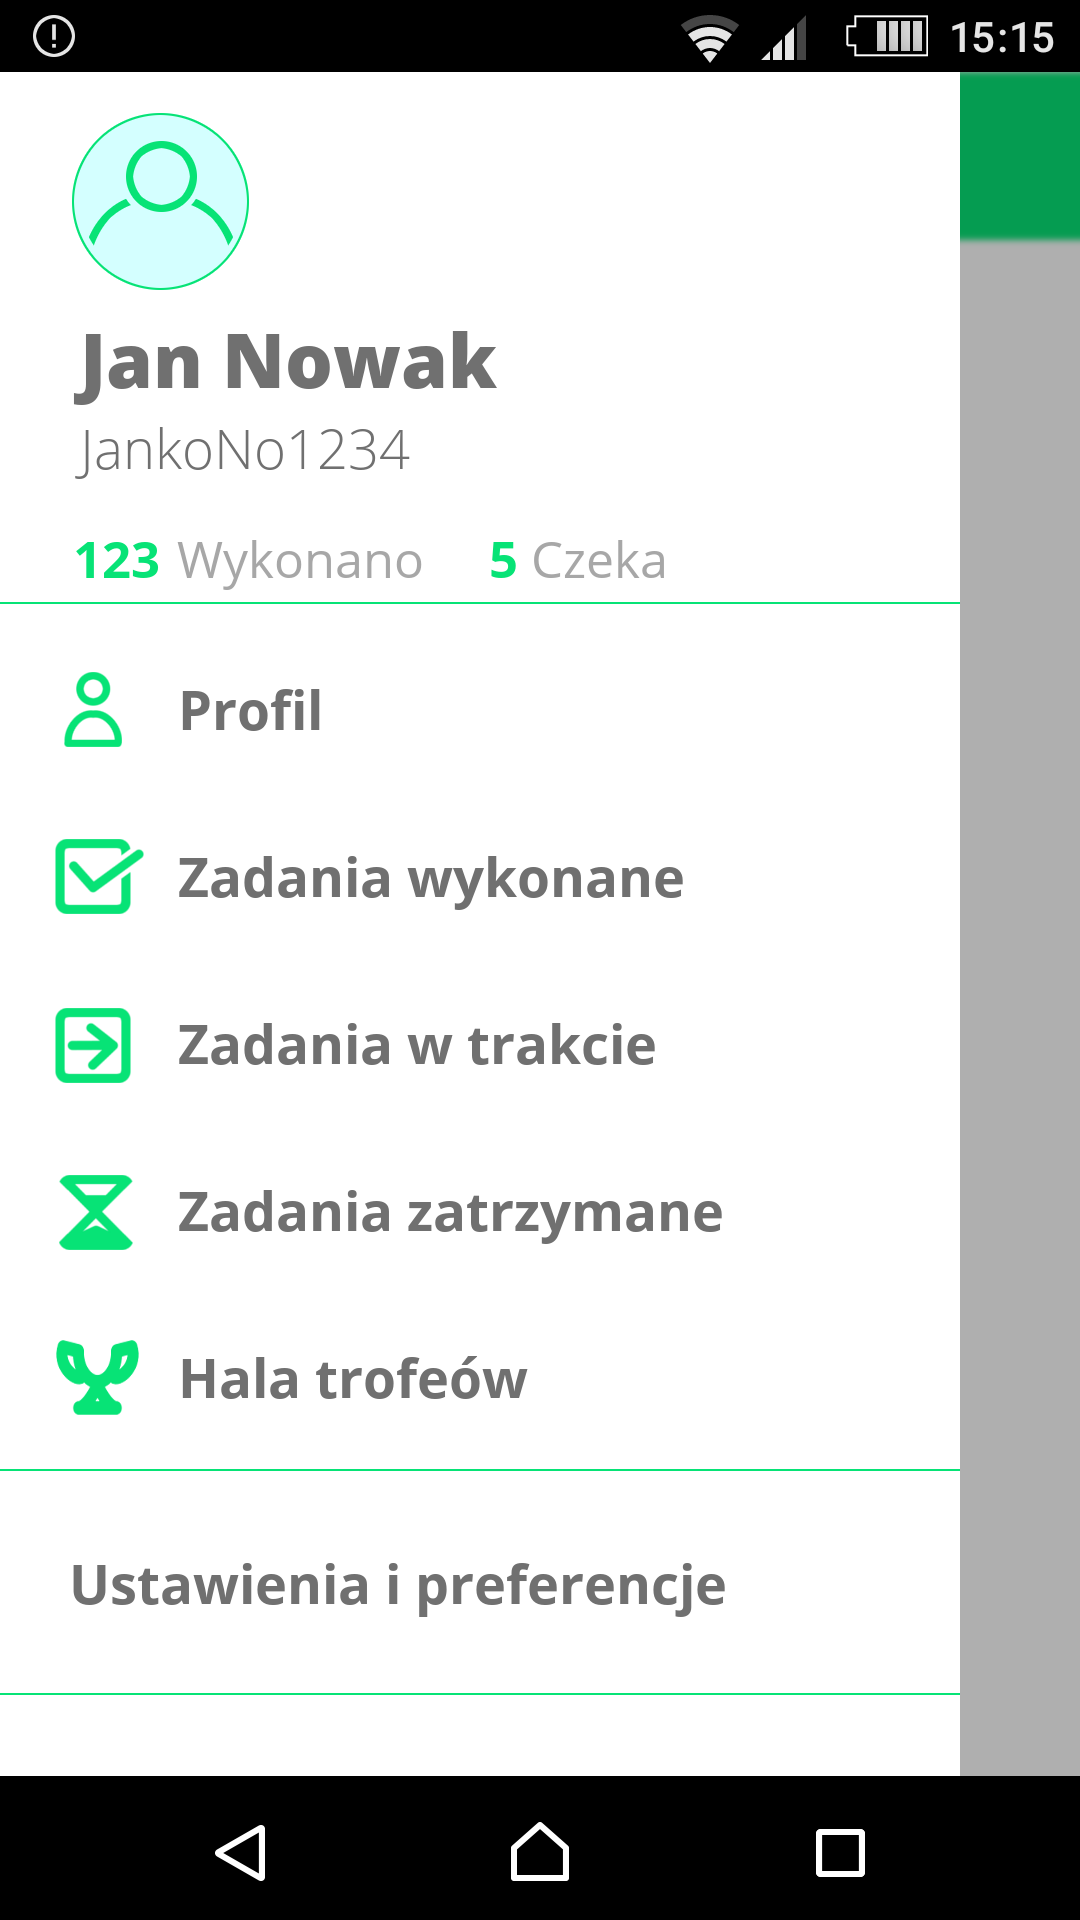 15:15
Jan Nowak
JankoNo1234
123 Wykonano 5 Czeka
Profil
Zadania wykonane
Zadania w trakcie
Zadania zatrzymane
Hala trofeów
Ustawienia i preferencje